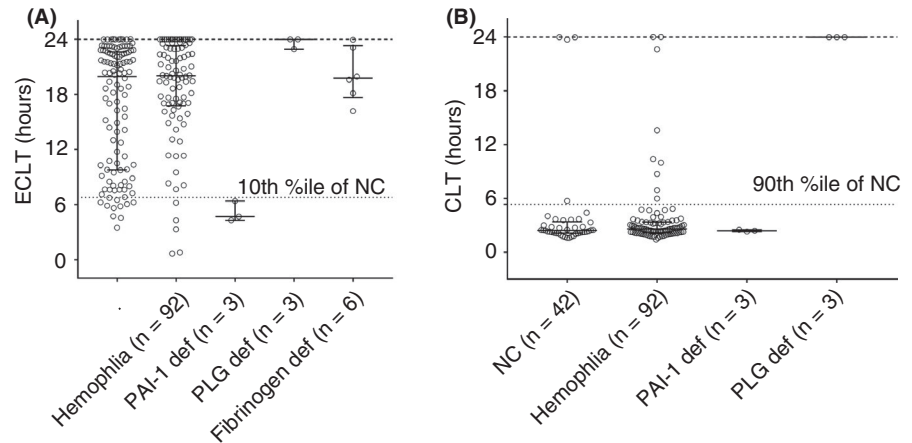 (A)
ECLT (hours)
24
18
12
6
0
10th %ile of NC
.
Hemophlia (n = 92)
PAI-1 def (n = 3)
PLG def (n = 3)
Fibrinogen def (n = 6)
(B)
CLT (hours)
24
18
12
6
0
90th %ile of NC
NC (n = 42)
Hemophlia (n = 92)
PAI-1 def (n = 3)
PLG def (n = 3)